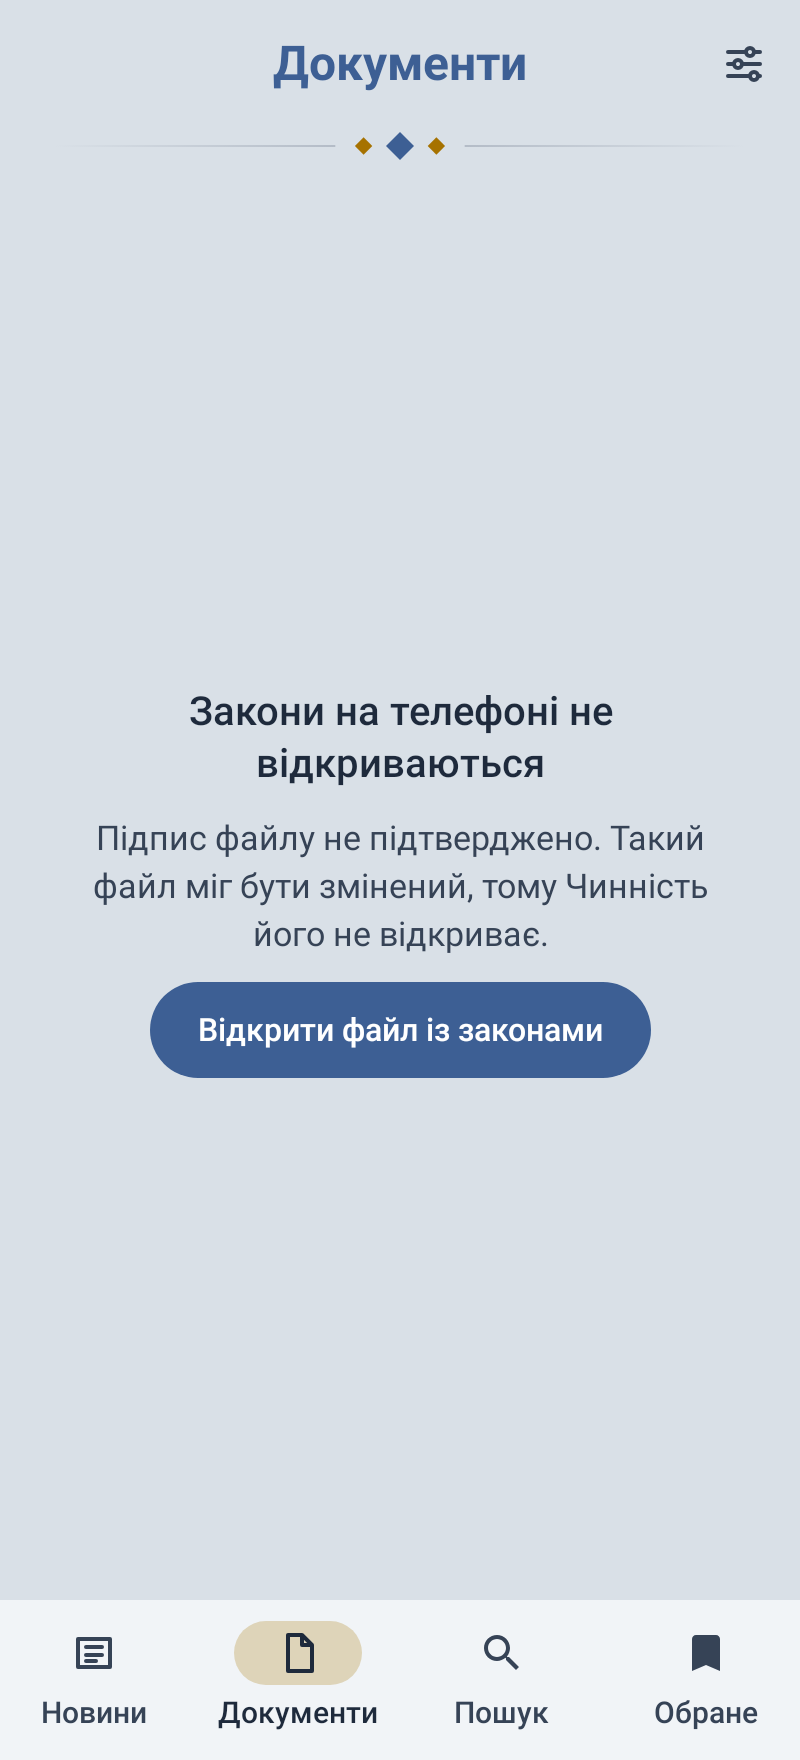 Документи
Закони на телефоні не
відкриваються
Підпис файлу не підтверджено. Такий
файл міг бути змінений, тому Чинність
його не відкриває.
Відкрити файл із законами
Новини
Документи
Пошук
Обране